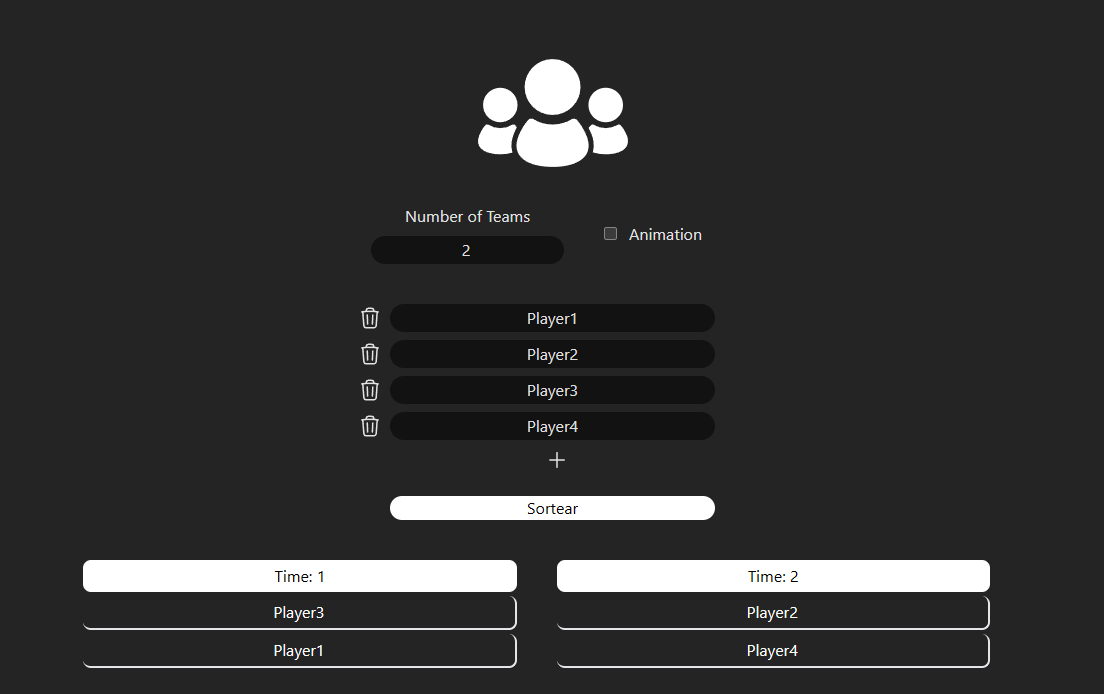 Number of Teams
2
Animation
Player1
Player2
Player3
Player4
Sortear
Time: 1
Player3
Player1
Time: 2
Player2
Player4